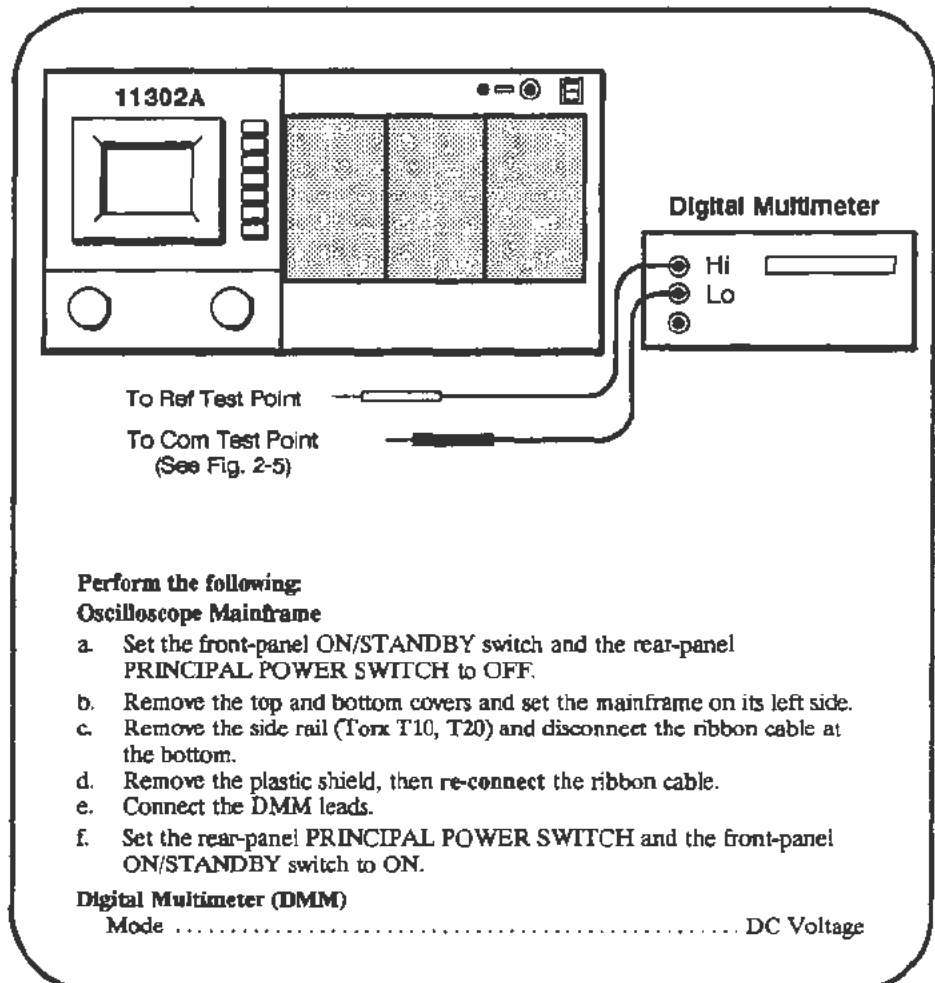 11302A
Digital Multimeter
Hi
Lo
To Ref Test Point
To Com Test Point
(See Fig. 2-5)
Perform the following:
Oscilloscope Mainframe
a. Set the front-panel ON/STANDBY switch and the rear-panel
PRINCIPAL POWER SWITCH to OFF.
b. Remove the top and bottom covers and set the mainframe on its left side.
c. Remove the side rail (Torx T10, T20) and disconnect the ribbon cable at
the bottom.
d. Remove the plastic shield, then re-connect the ribbon cable.
e. Connect the DMM leads.
f. Set the rear-panel PRINCIPAL POWER SWITCH and the front-panel
ON/STANDBY switch to ON.
Digital Multimeter (DMM)
Mode .................................................. DC Voltage